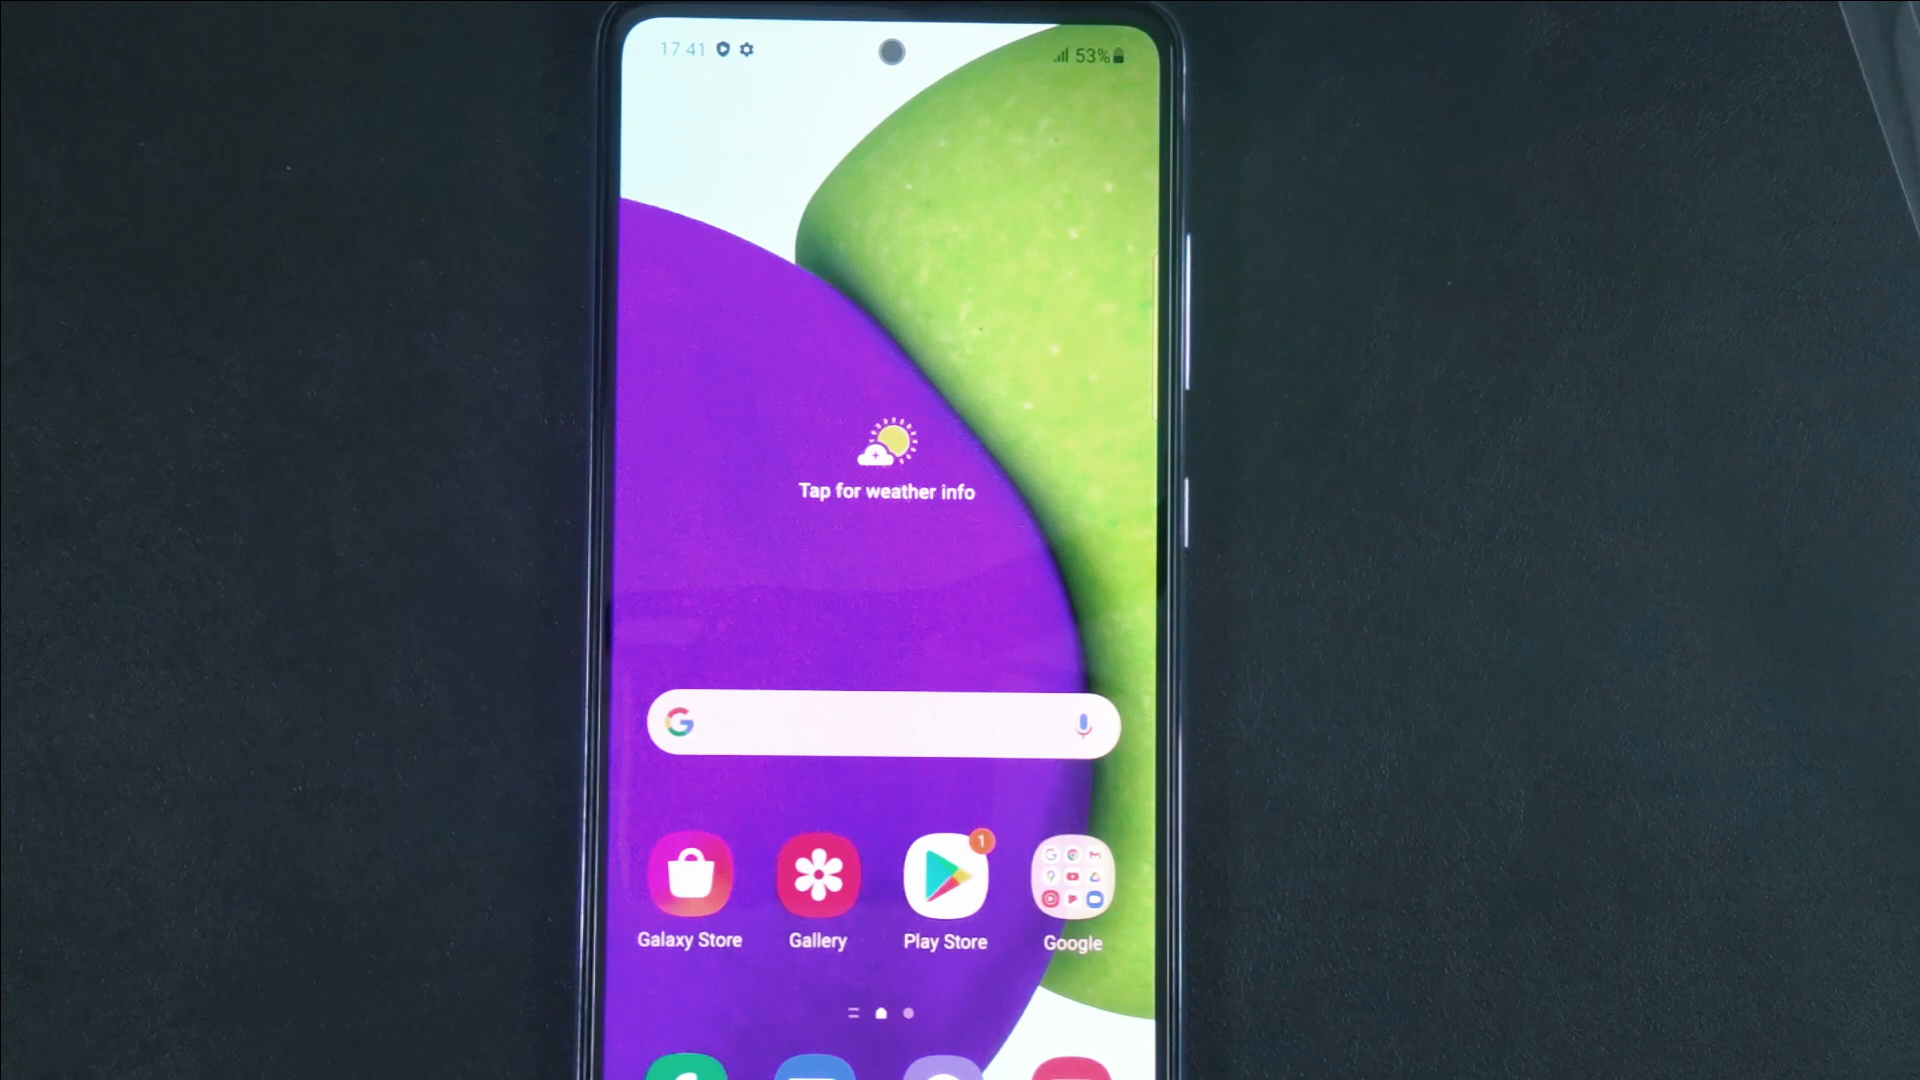 17 41
53%
Tap for weather info
G
1
Galaxy Store
Gallery
Play Store
Google